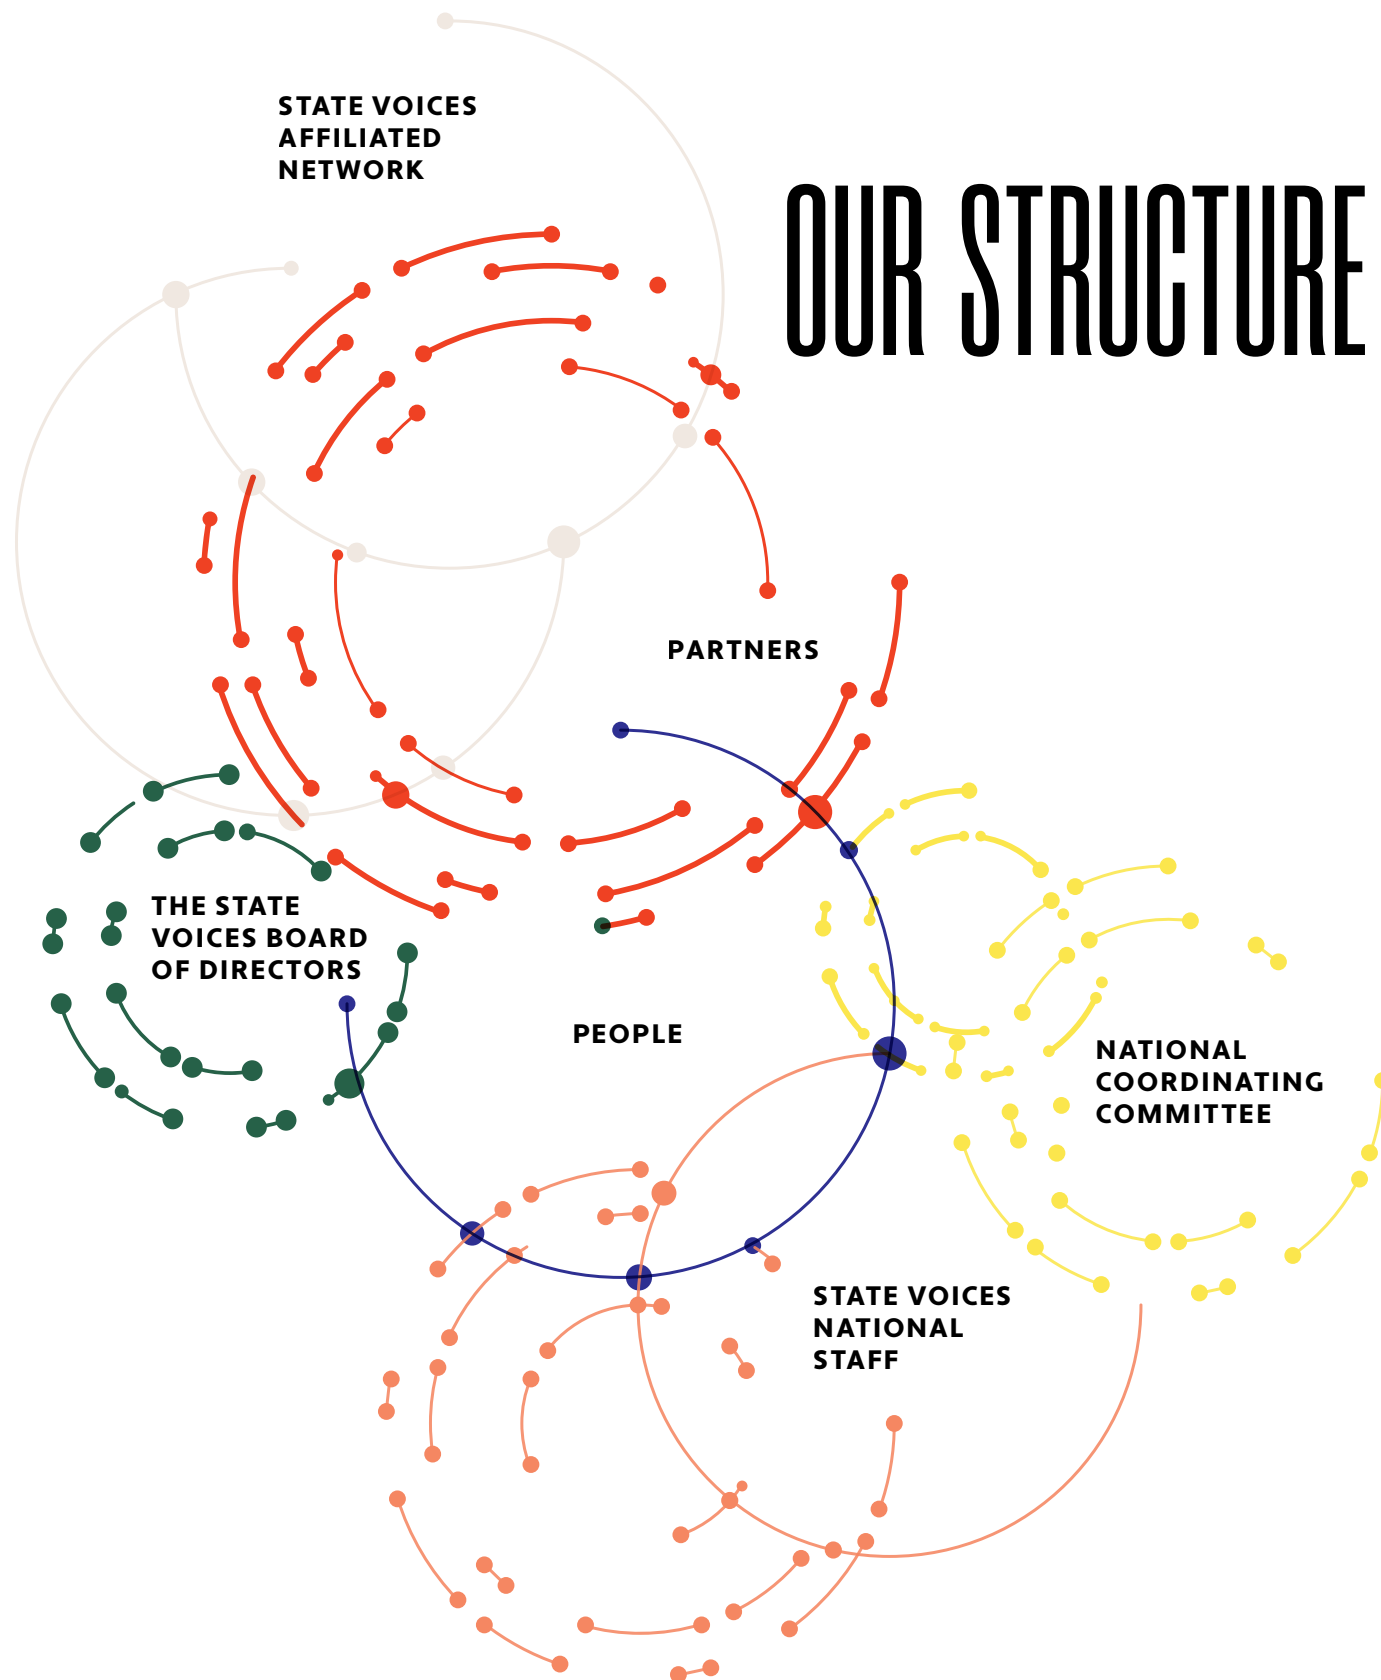 STATE VOICES
AFFILIATED
NETWORK
OUR STRUCTURE
PARTNERS
THE STATE
VOICES BOARD
OF DIRECTORS
PEOPLE
NATIONAL
COORDINATING
COMMITTEE
STATE VOICES
NATIONAL
STAFF